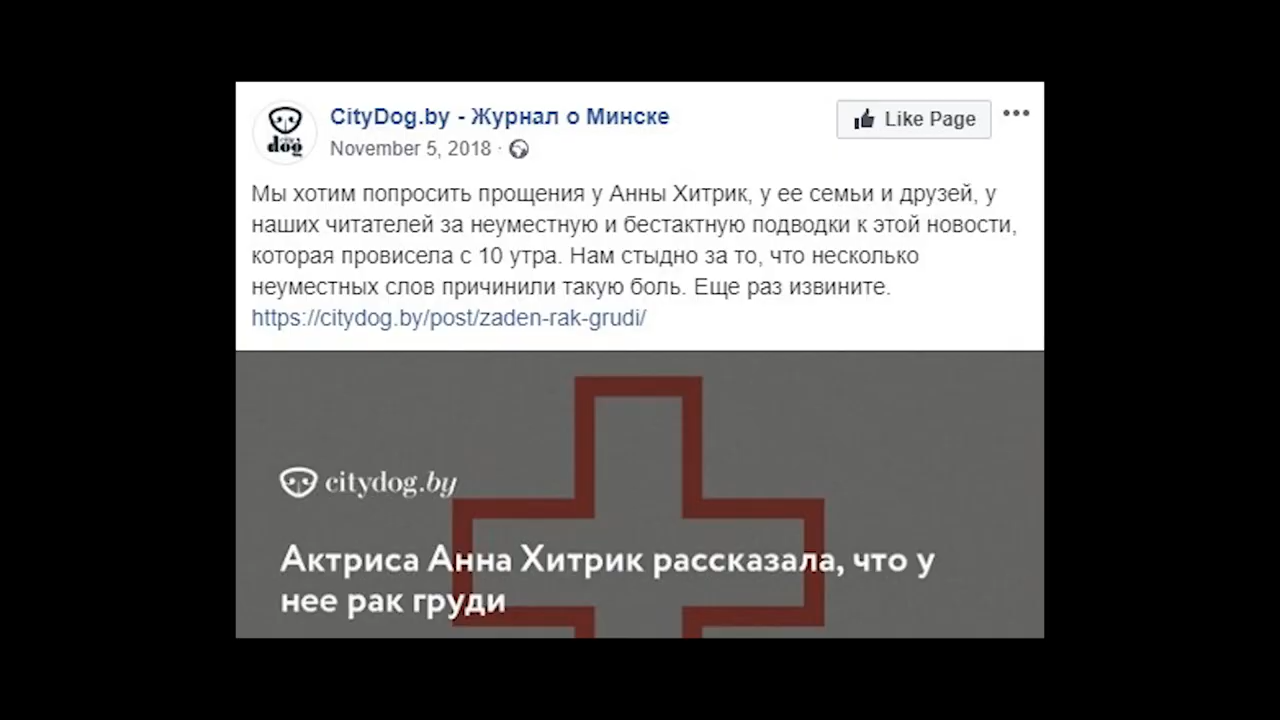 CityDog.by - Журнал о Минске
Like Page
city
dog
November 5, 2018
Мы хотим попросить прощения у Анны Хитрик, у ее семьи и друзей, у
наших читателей за неуместную и бестактную подводки к этой новости,
которая провисела с 10 утра. Нам стыдно за то, что несколько
неуместных слов причинили такую боль. Еще раз извините.
https://citydog.by/post/zaden-rak-grudi/
citydog.by
Актриса Анна Хитрик рассказала, что у
нее рак груди